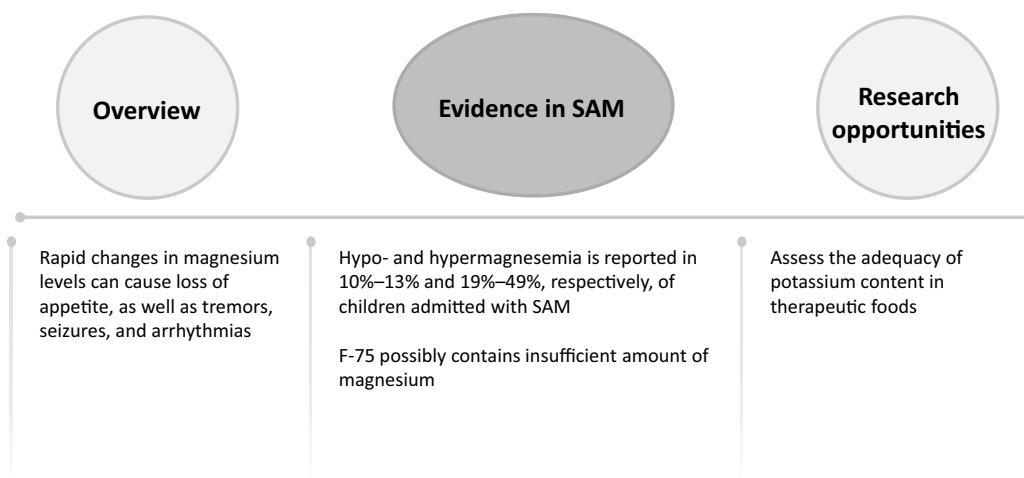 Overview
Evidence in SAM
Research
opportunities
Rapid changes in magnesium
levels can cause loss of
appetite, as well as tremors,
seizures, and arrhythmias
Hypo- and hypermagnesemia is reported in
10%–13% and 19%–49%, respectively, of
children admitted with SAM
F-75 possibly contains insufficient amount of
magnesium
Assess the adequacy of
potassium content in
therapeutic foods